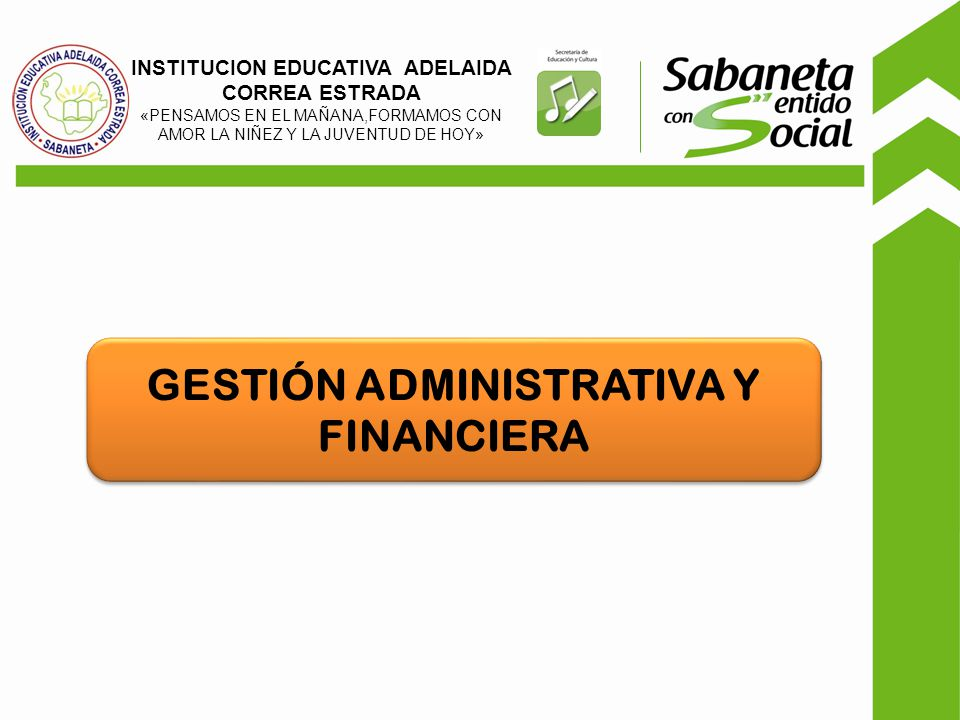 INSTITUCION EDUCATIVA ADELAIDA CORREA ESTRADA
SABANETA
INSTITUCION EDUCATIVA ADELAIDA
CORREA ESTRADA
«PENSAMOS EN EL MAÑANA,FORMAMOS CON
AMOR LA NIÑEZ Y LA JUVENTUD DE HOY»
Secretaría de
Educación y Cultura
Sabaneta
con Sentido
Social
GESTIÓN ADMINISTRATIVA Y
FINANCIERA